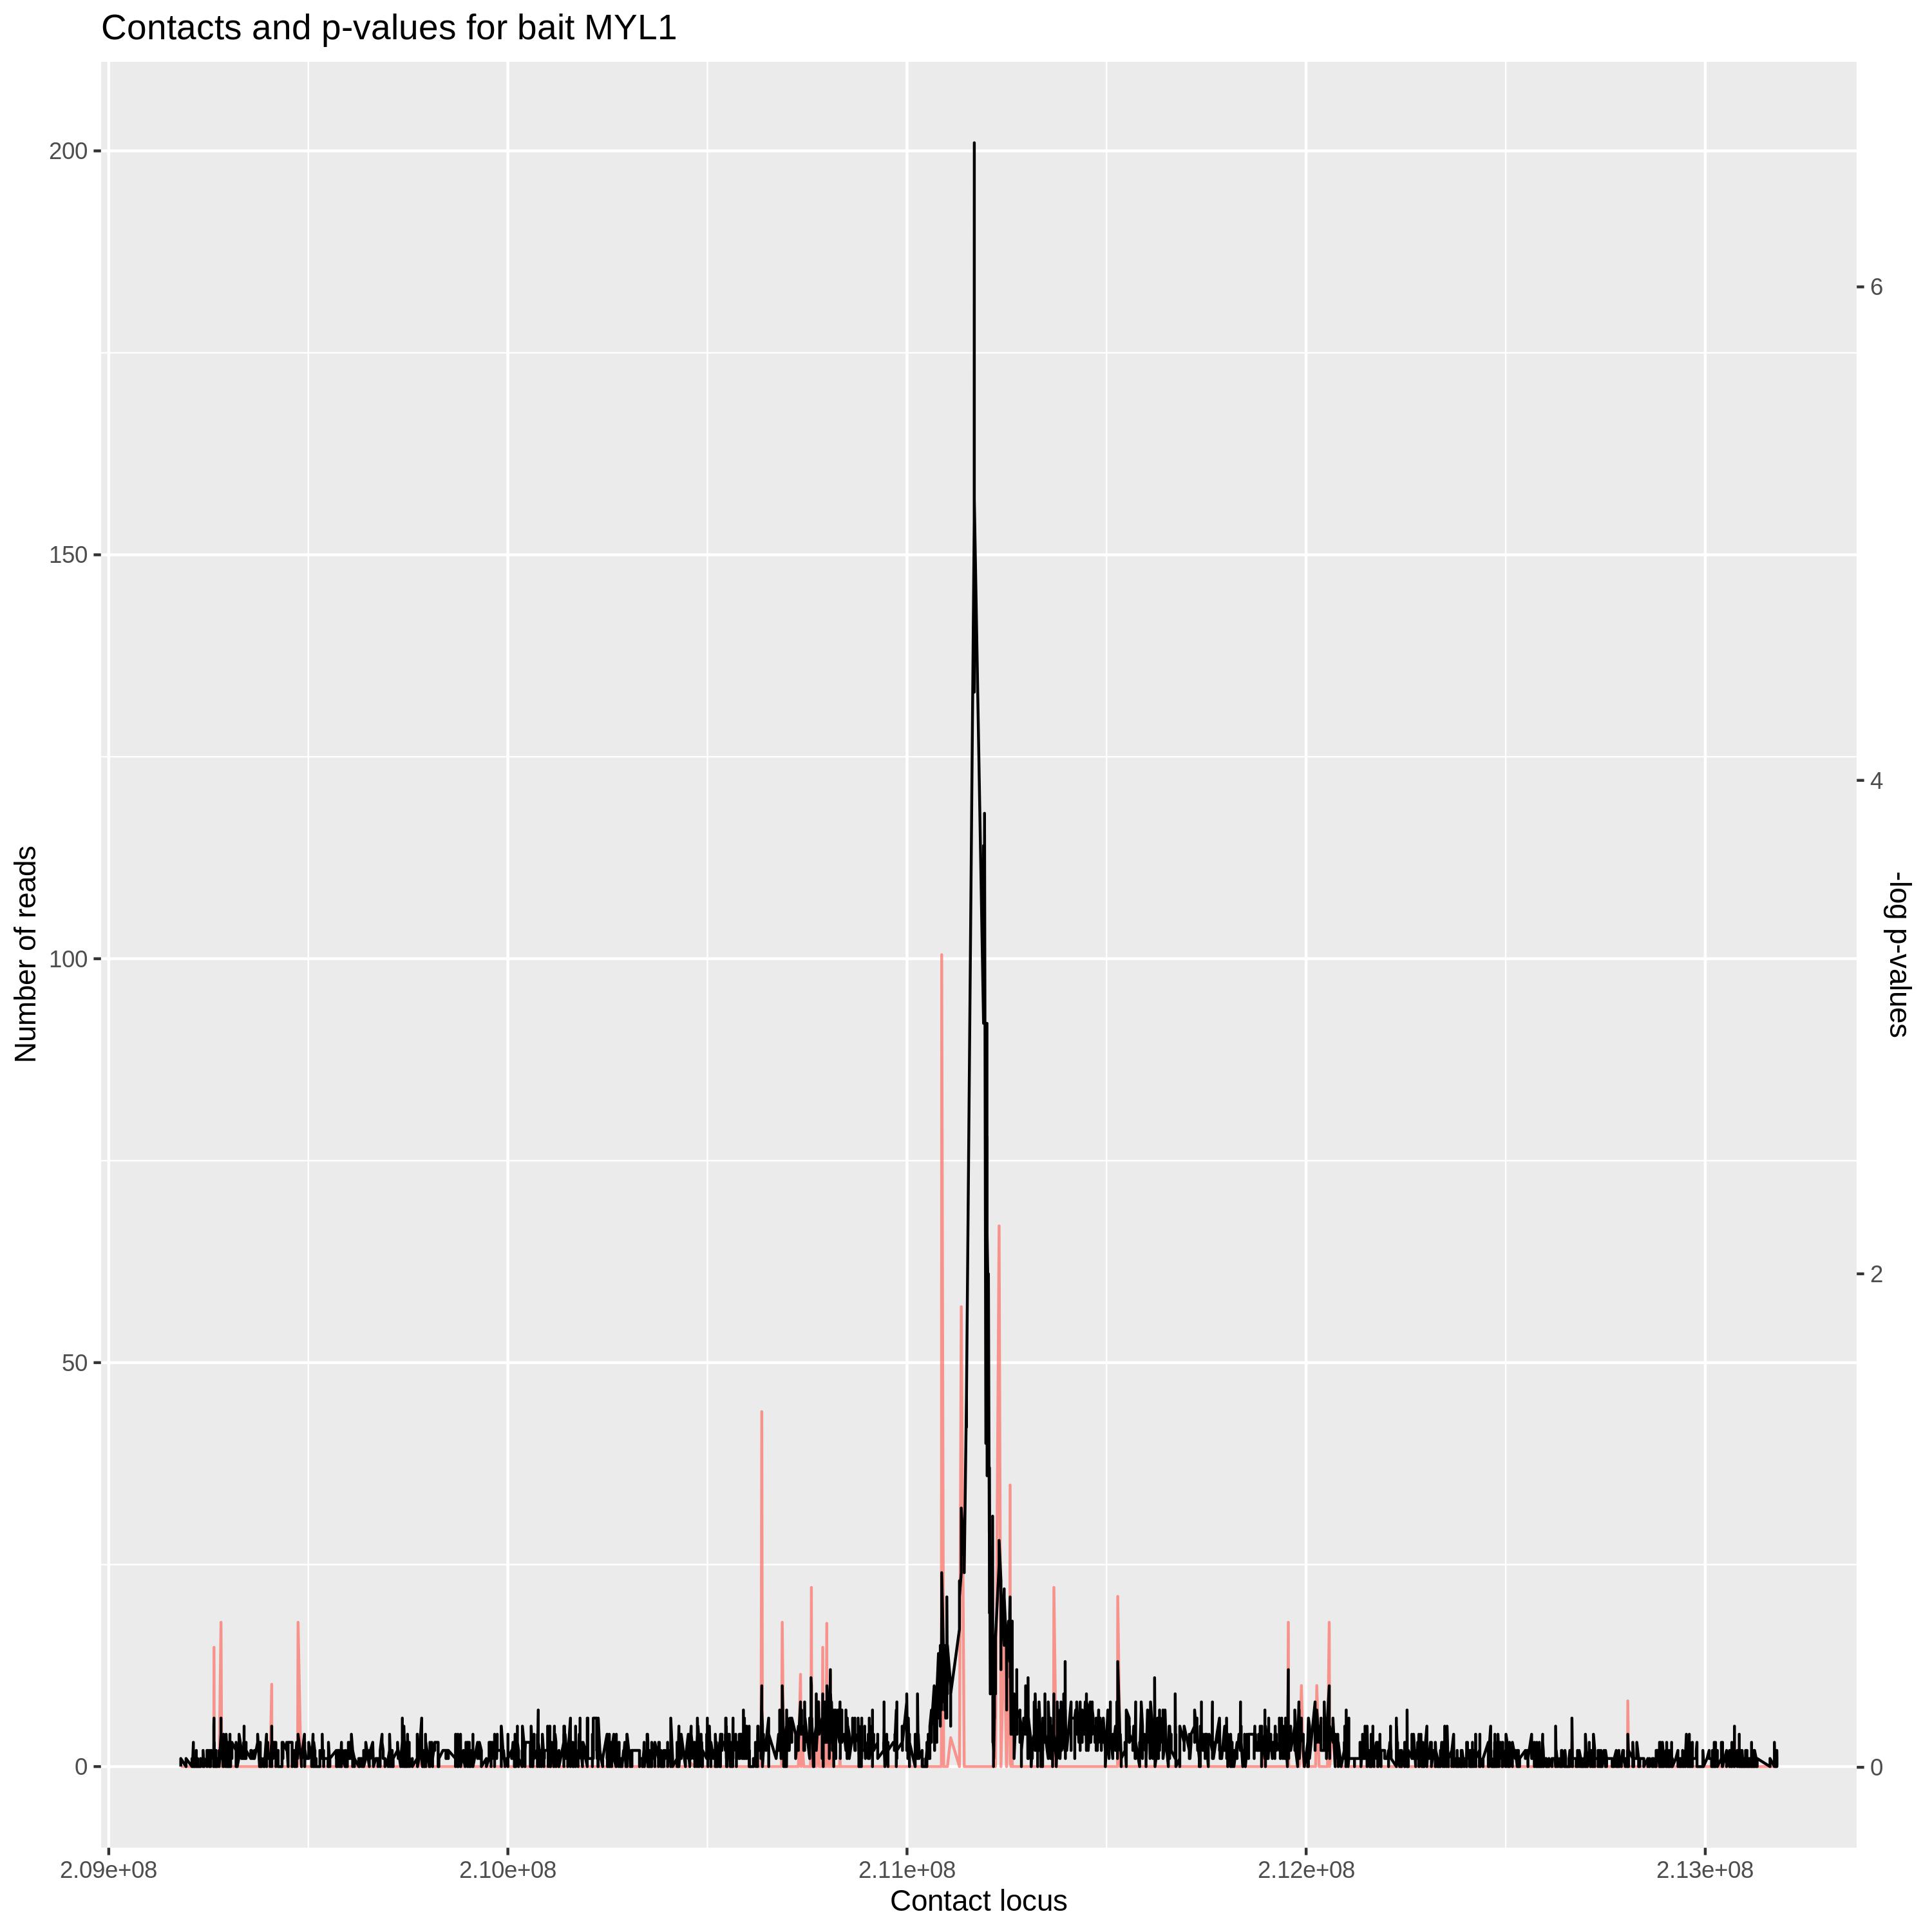 Contacts and p-values for bait MYL1
200
150
100
50
0
Number of reads
6
4
2
0
-log p-values
2.09e+08 2.10e+08 2.11e+08 2.12e+08 2.13e+08
Contact locus